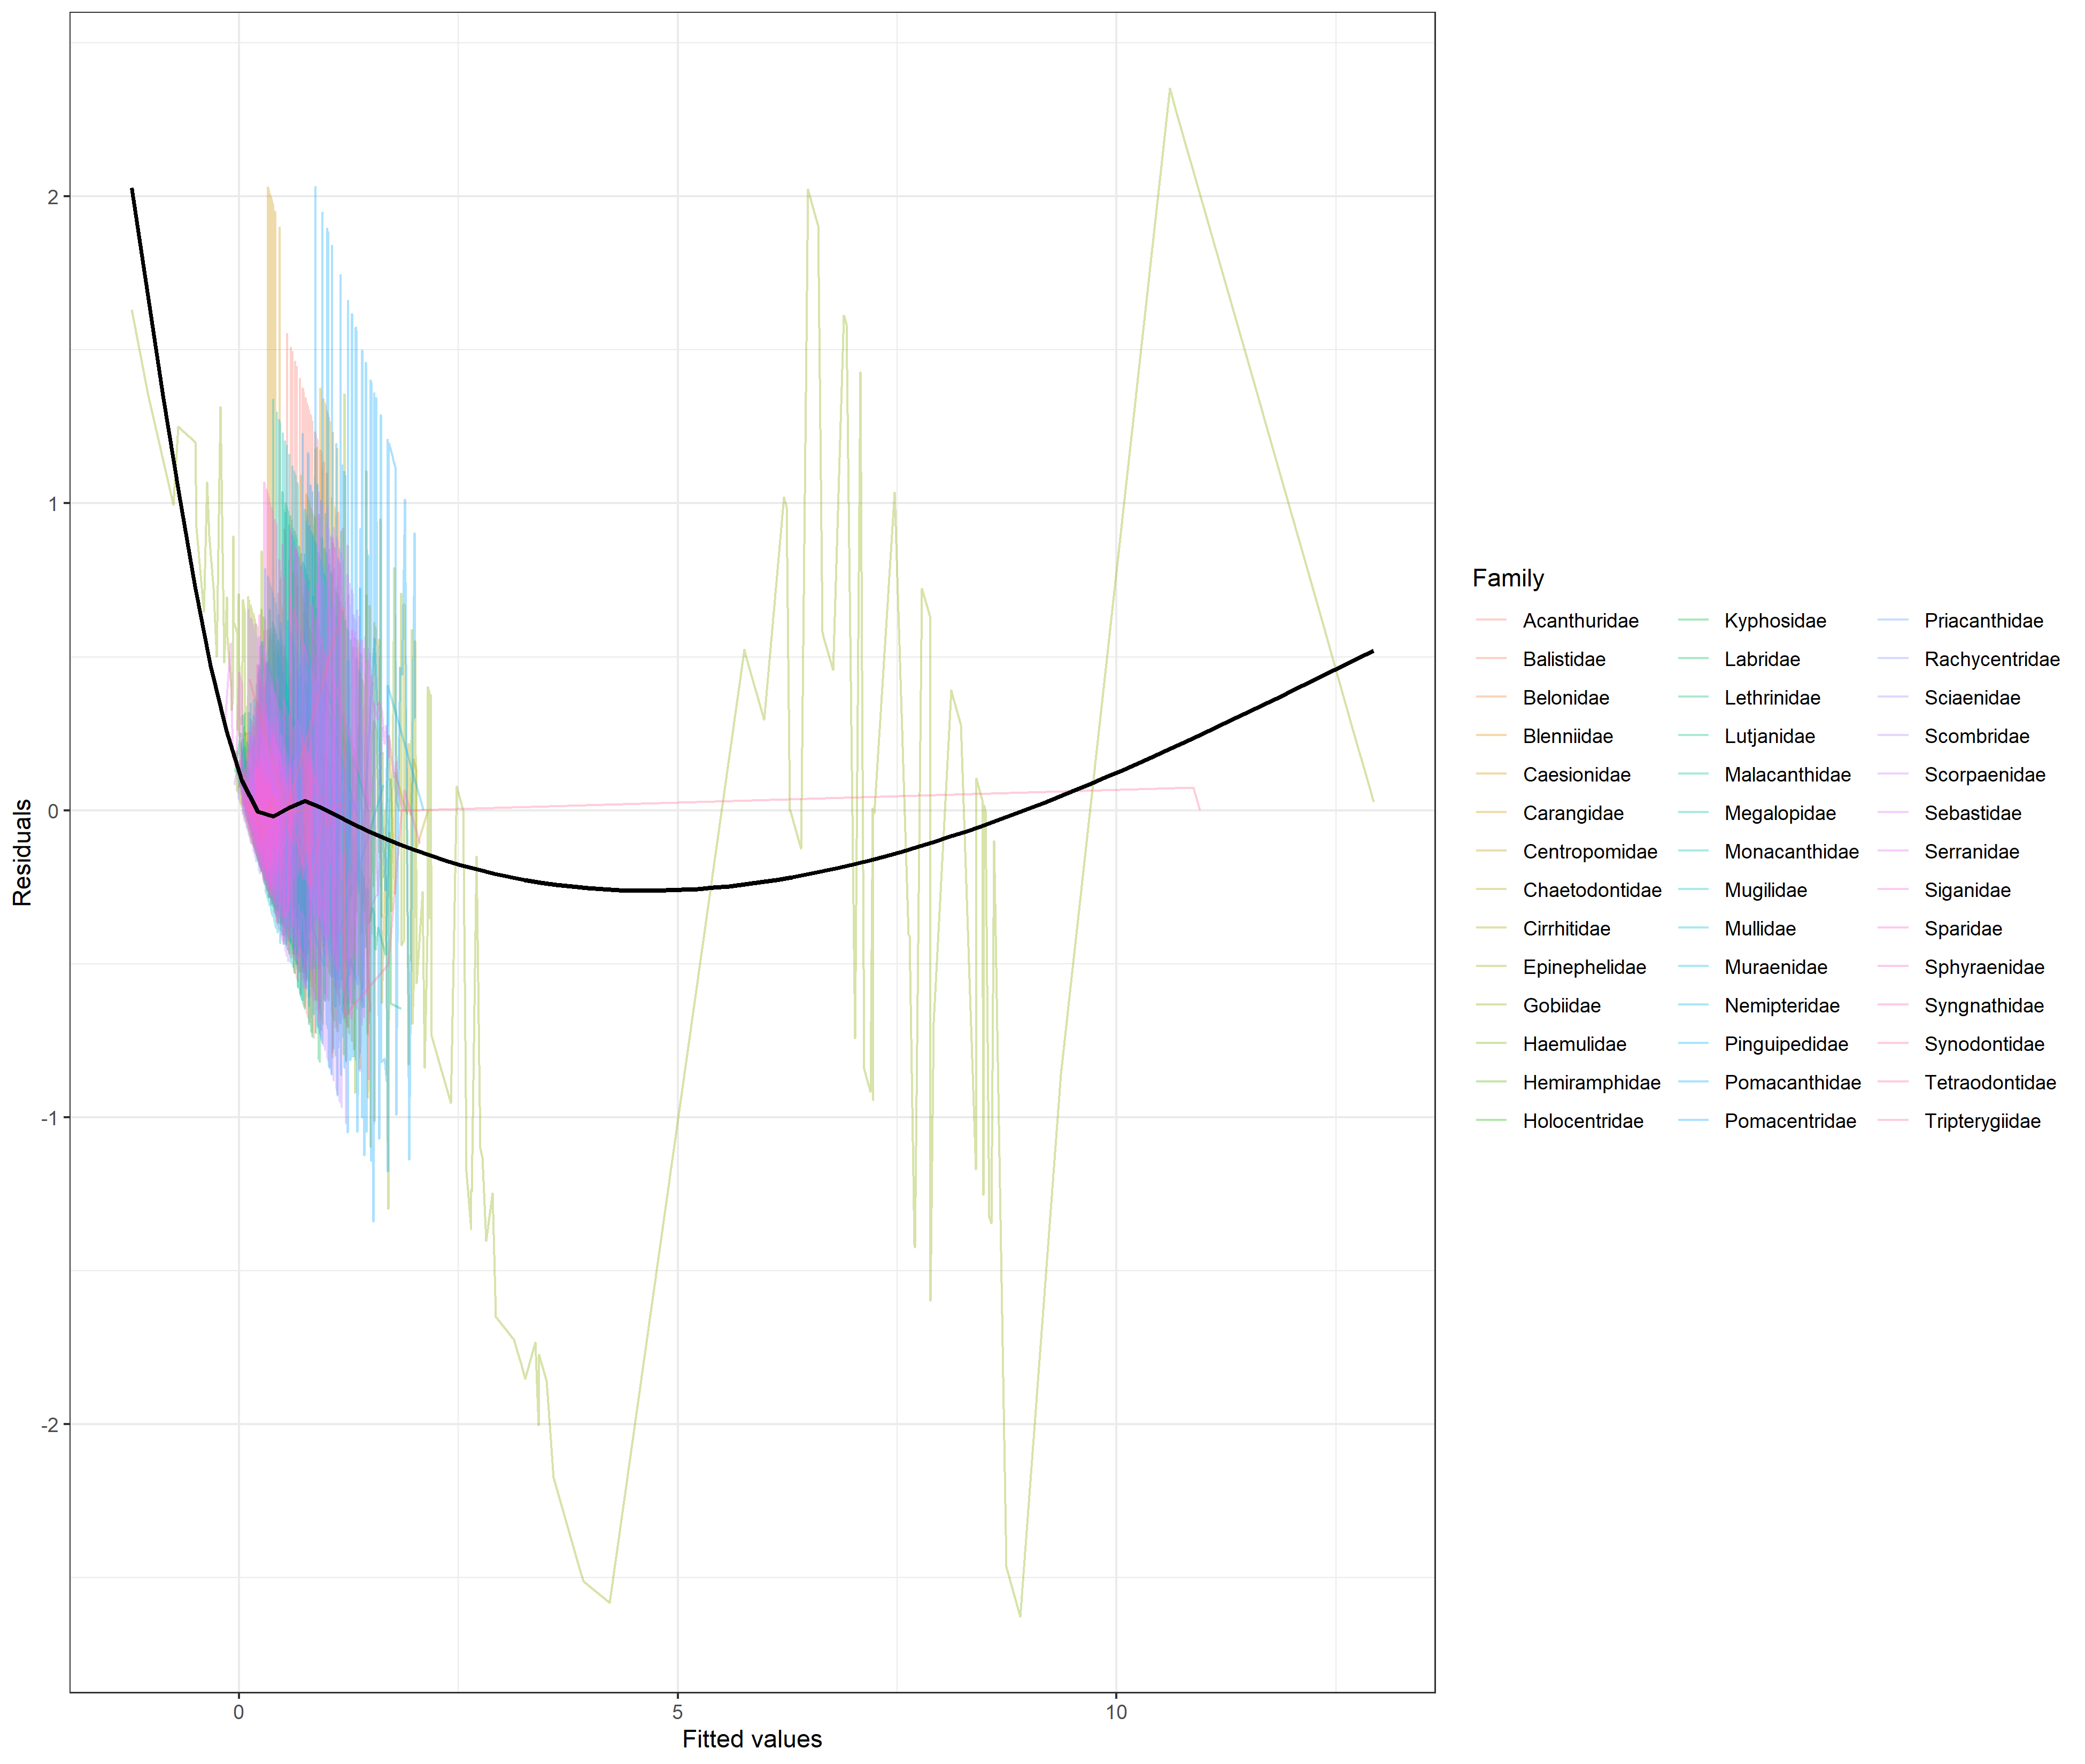 2
1
0
-1
-2
Residuals
0
5
10
Fitted values
Family
Acanthuridae
Balistidae
Belonidae
Blenniidae
Caesionidae
Carangidae
Centropomidae
Chaetodontidae
Cirrhitidae
Epinephelidae
Gobiidae
Haemulidae
Hemiramphidae
Holocentridae
Kyphosidae
Labridae
Lethrinidae
Lutjanidae
Malacanthidae
Megalopidae
Monacanthidae
Mugilidae
Mullidae
Muraenidae
Nemipteridae
Pinguipedidae
Pomacanthidae
Pomacentridae
Priacanthidae
Rachycentridae
Sciaenidae
Scombridae
Scorpaenidae
Sebastidae
Serranidae
Siganidae
Sparidae
Sphyraenidae
Syngnathidae
Synodontidae
Tetraodontidae
Tripterygiidae